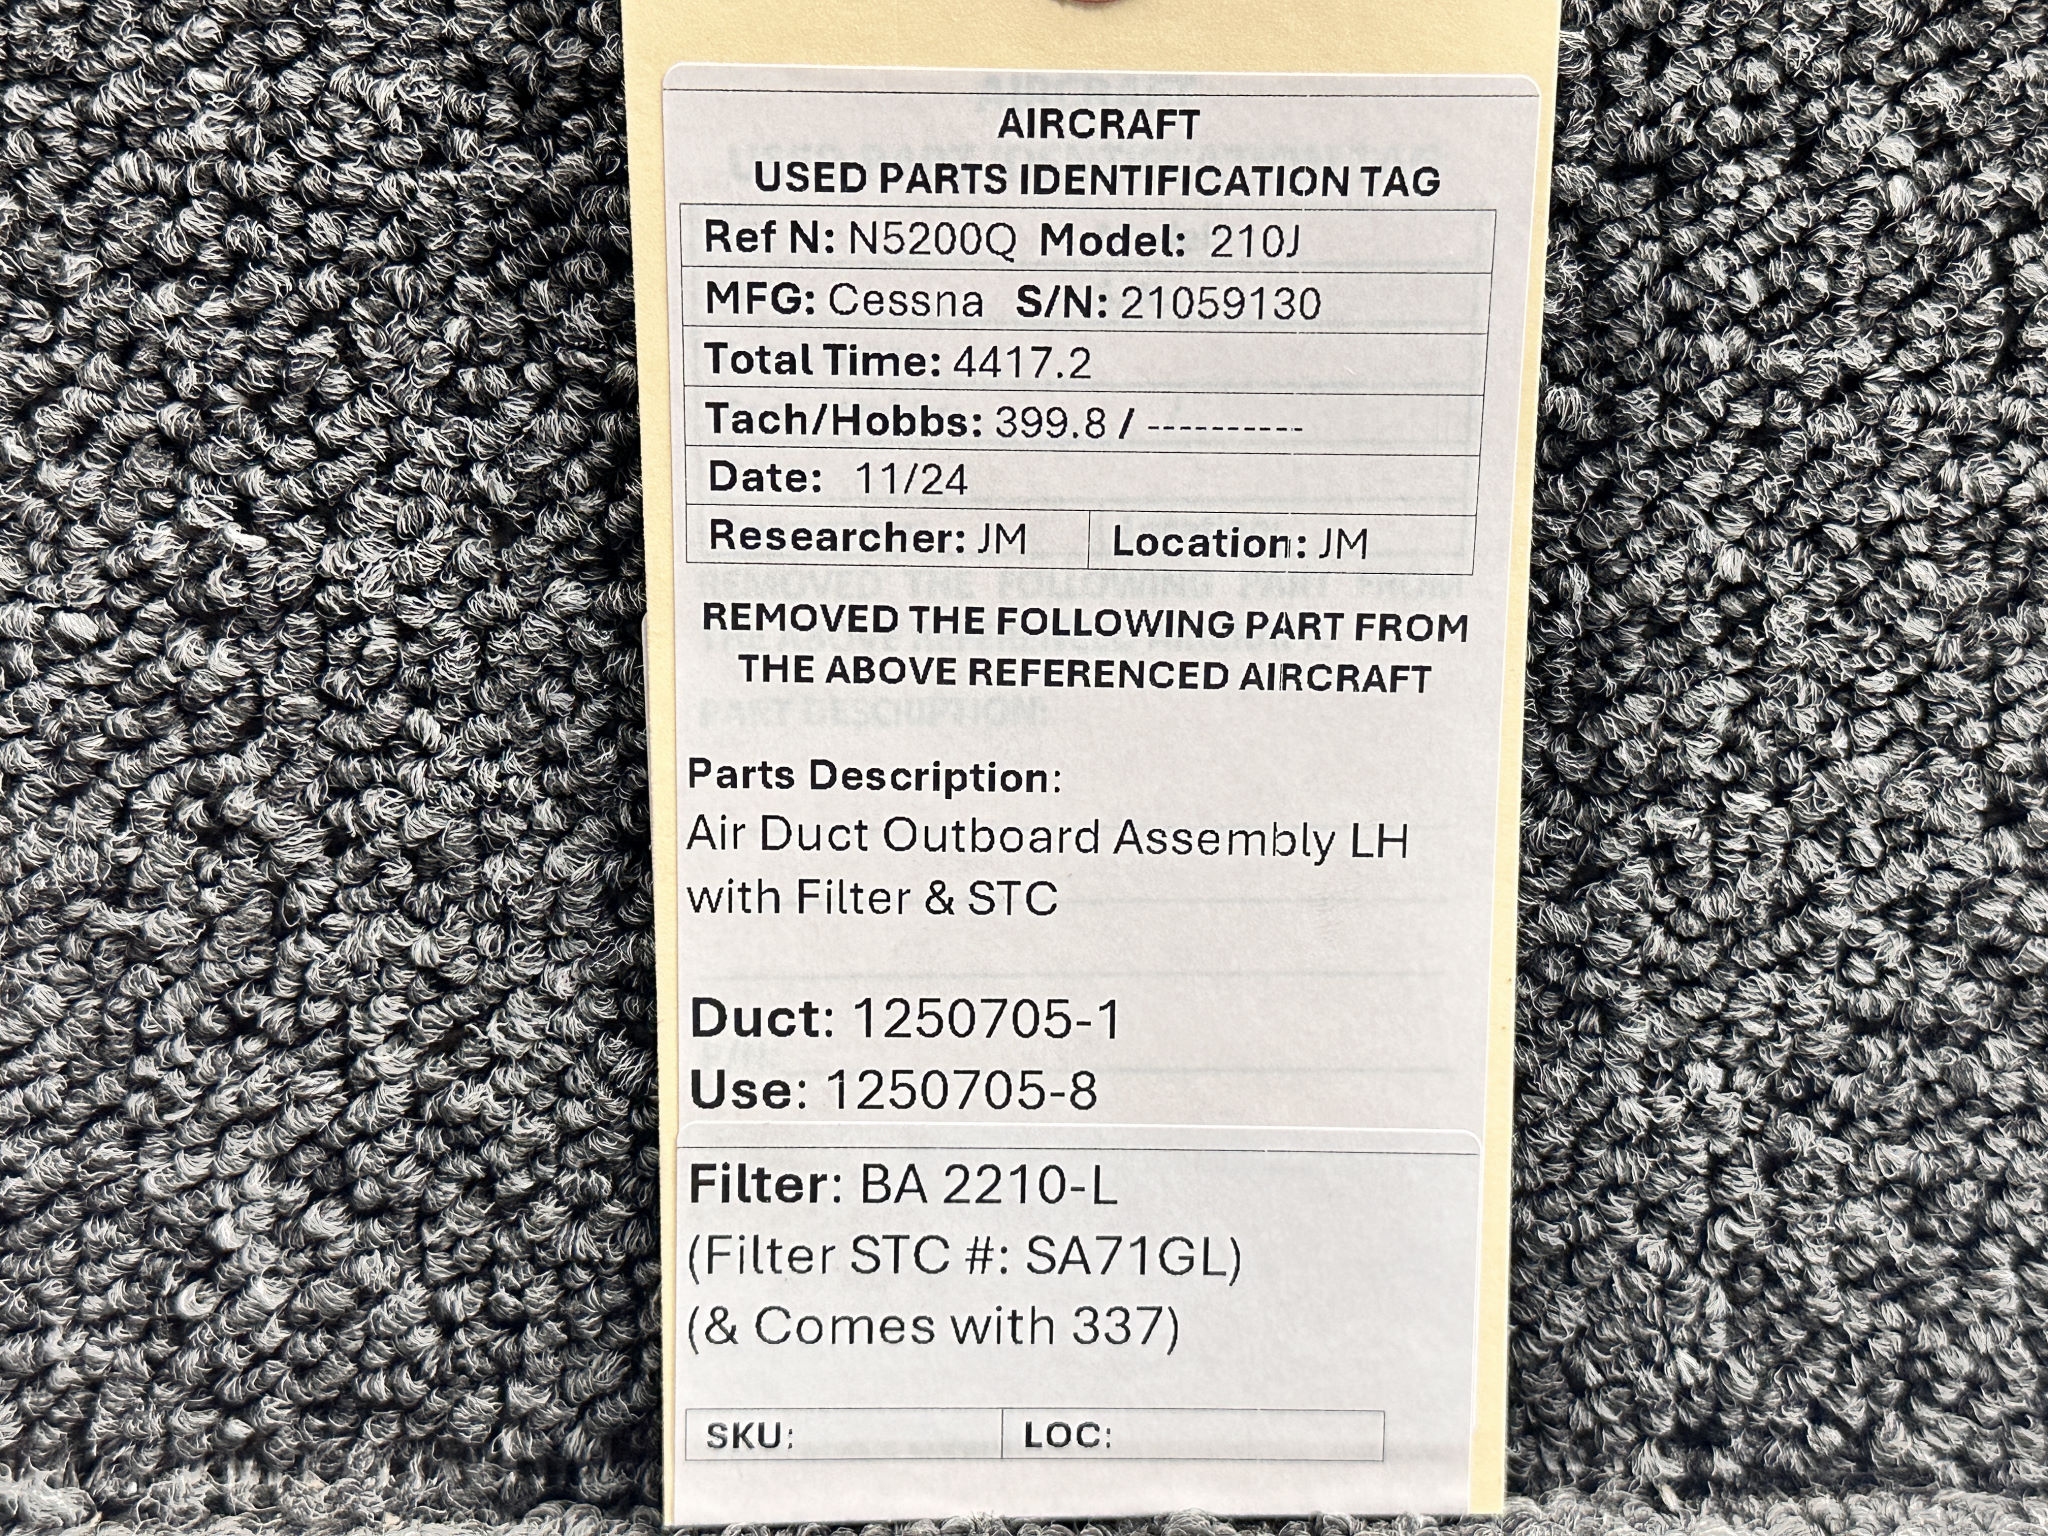 AIRCRAFT
USED PARTS IDENTIFICATION TAG
Ref N: N5200Q Model: 210J
MFG: Cessna S/N: 21059130
Total Time: 4417.2
Tach/Hobbs: 399.8 / ----------
Date: 11/24
Researcher: JM Location: JM
REMOVED THE FOLLOWING PART FROM
THE ABOVE REFERENCED AIRCRAFT
Parts Description:
Air Duct Outboard Assembly LH
with Filter & STC
Duct: 1250705-1
Use: 1250705-8
Filter: BA 2210-L
(Filter STC #: SA71GL)
(& Comes with 337)
SKU: LOC: